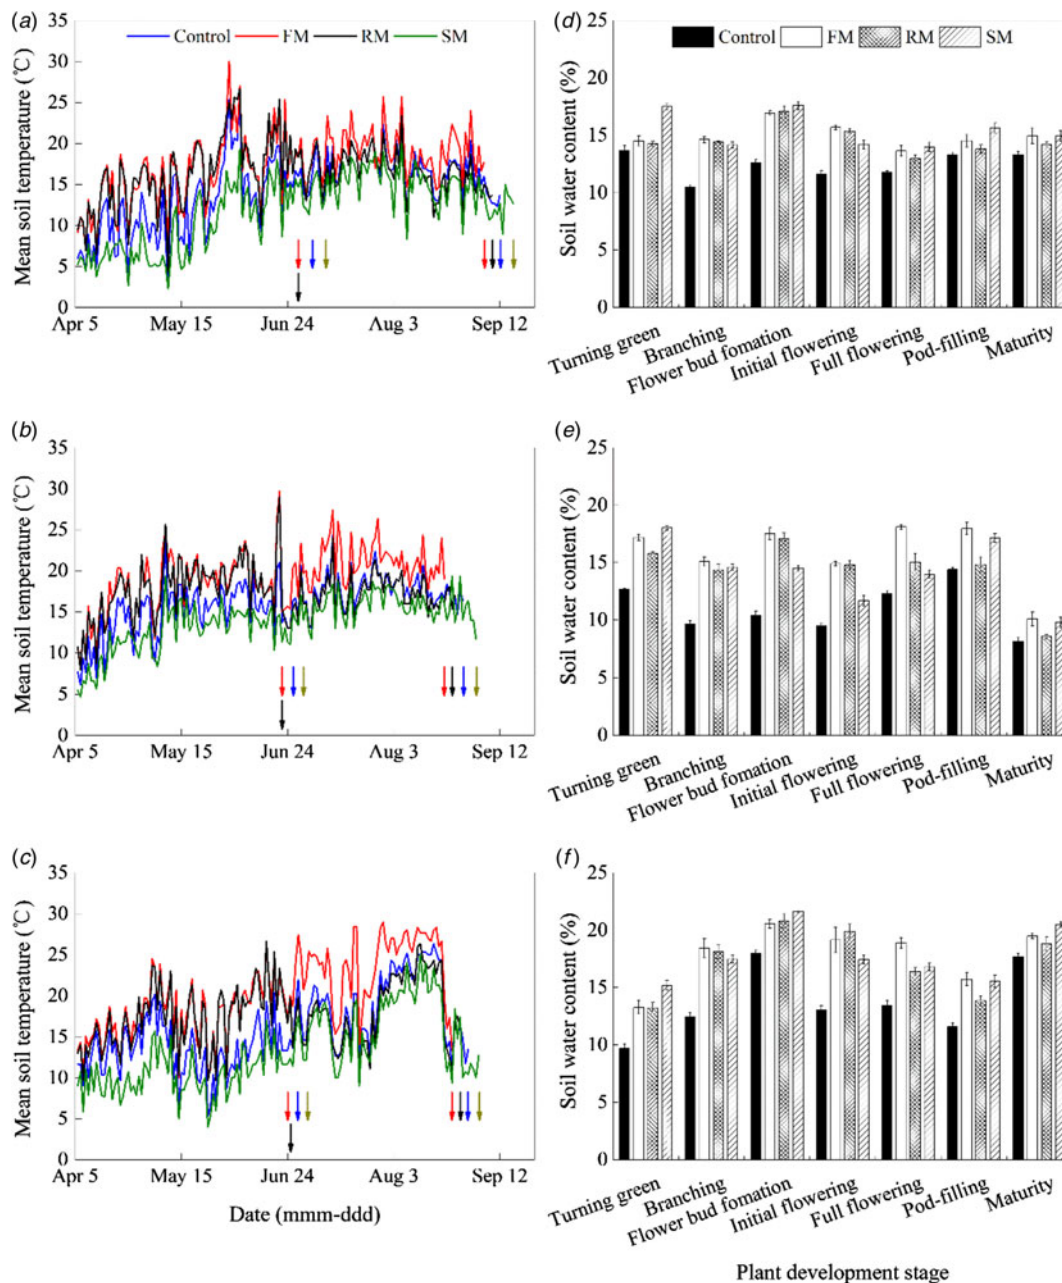 (a)
Control FM RM SM
Mean soil temperature (℃)
35
30
25
20
15
10
5
0
Apr 5 May 15 Jun 24 Aug 3 Sep 12
(d)
Control FM RM SM
Soil water content (%)
25
20
15
10
5
0
Turning green
Branching
Flower bud fomation
Initial flowering
Full flowering
Pod-filling
Maturity
(b)
Mean soil temperature (℃)
35
30
25
20
15
10
5
0
Apr 5 May 15 Jun 24 Aug 3 Sep 12
(e)
Soil water content (%)
25
20
15
10
5
0
Turning green
Branching
Flower bud fomation
Initial flowering
Full flowering
Pod-filling
Maturity
(c)
Mean soil temperature (℃)
35
30
25
20
15
10
5
0
Apr 5 May 15 Jun 24 Aug 3 Sep 12
Date (mmm-ddd)
(f)
Soil water content (%)
25
20
15
10
5
0
Turning green
Branching
Flower bud fomation
Initial flowering
Full flowering
Pod-filling
Maturity
Plant development stage